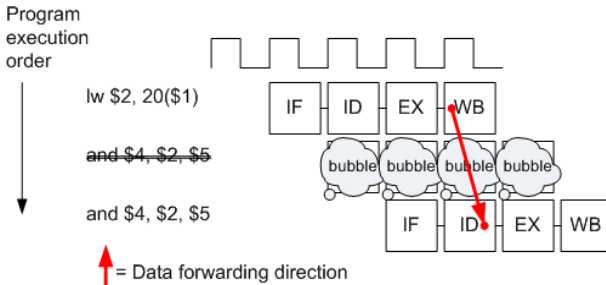 Program
execution
order
lw $2, 20($1)
IF ID EX WB
and $4, $2, $5
bubble bubble bubble bubble
and $4, $2, $5
IF ID EX WB
= Data forwarding direction